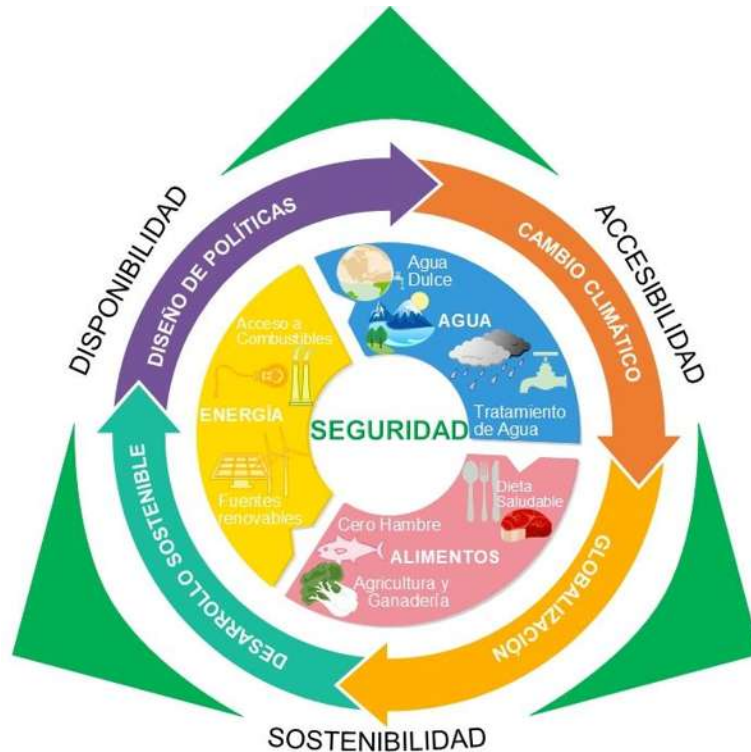 DISPONIBILIDAD
ACCESIBILIDAD
SOSTENIBILIDAD
DISEÑO DE POLÍTICAS
CAMBIO CLIMÁTICO
GLOBALIZACIÓN
DESARROLLO SOSTENIBLE
Agua
Dulce
AGUA
Tratamiento
de Agua
Acceso a
Combustibles
ENERGÍA
Fuentes
renovables
SEGURIDAD
Dieta
Saludable
Cero Hambre
ALIMENTOS
Agricultura y
Ganadería